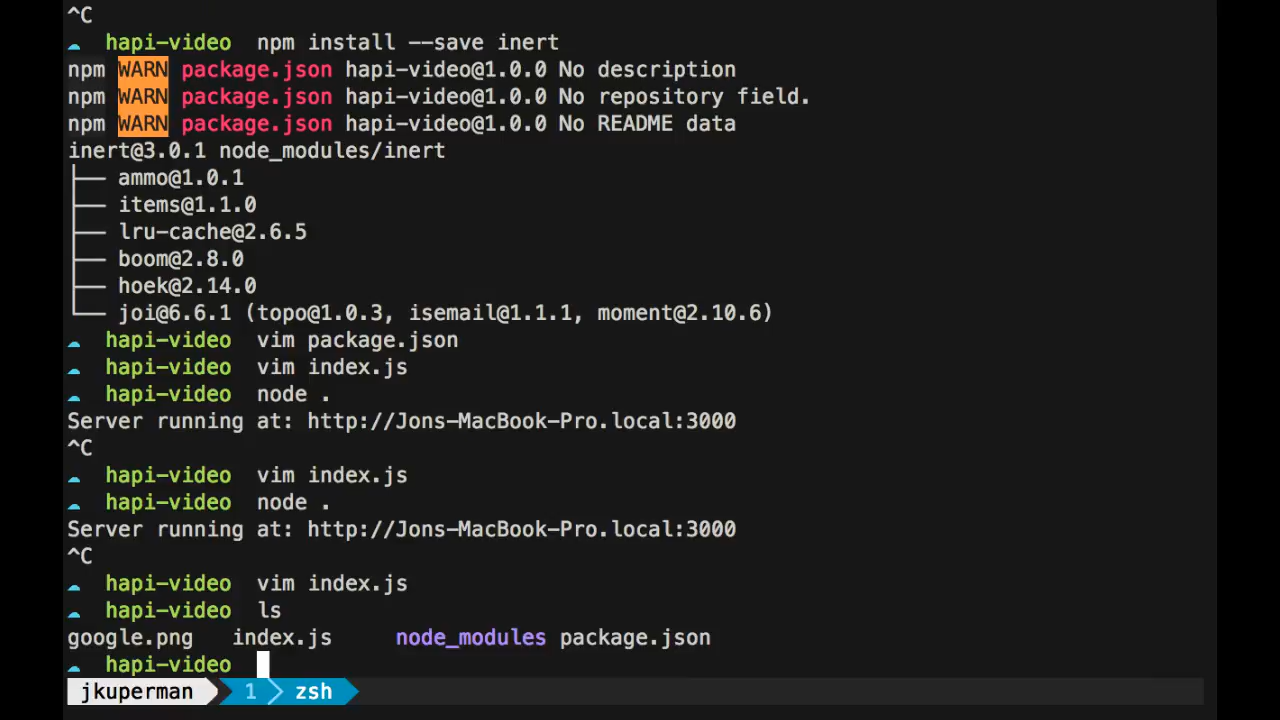 ^C
hapi-video npm install --save inert
npm WARN package.json hapi-video@1.0.0 No description
npm WARN package.json hapi-video@1.0.0 No repository field.
npm WARN package.json hapi-video@1.0.0 No README data
inert@3.0.1 node_modules/inert
├── ammo@1.0.1
├── items@1.1.0
├── lru-cache@2.6.5
├── boom@2.8.0
├── hoek@2.14.0
└── joi@6.6.1 (topo@1.0.3, isemail@1.1.1, moment@2.10.6)
hapi-video vim package.json
hapi-video vim index.js
hapi-video node .
Server running at: http://Jons-MacBook-Pro.local:3000
^C
hapi-video vim index.js
hapi-video node .
Server running at: http://Jons-MacBook-Pro.local:3000
^C
hapi-video vim index.js
hapi-video ls
google.png index.js node_modules package.json
hapi-video
jkuperman 1 zsh